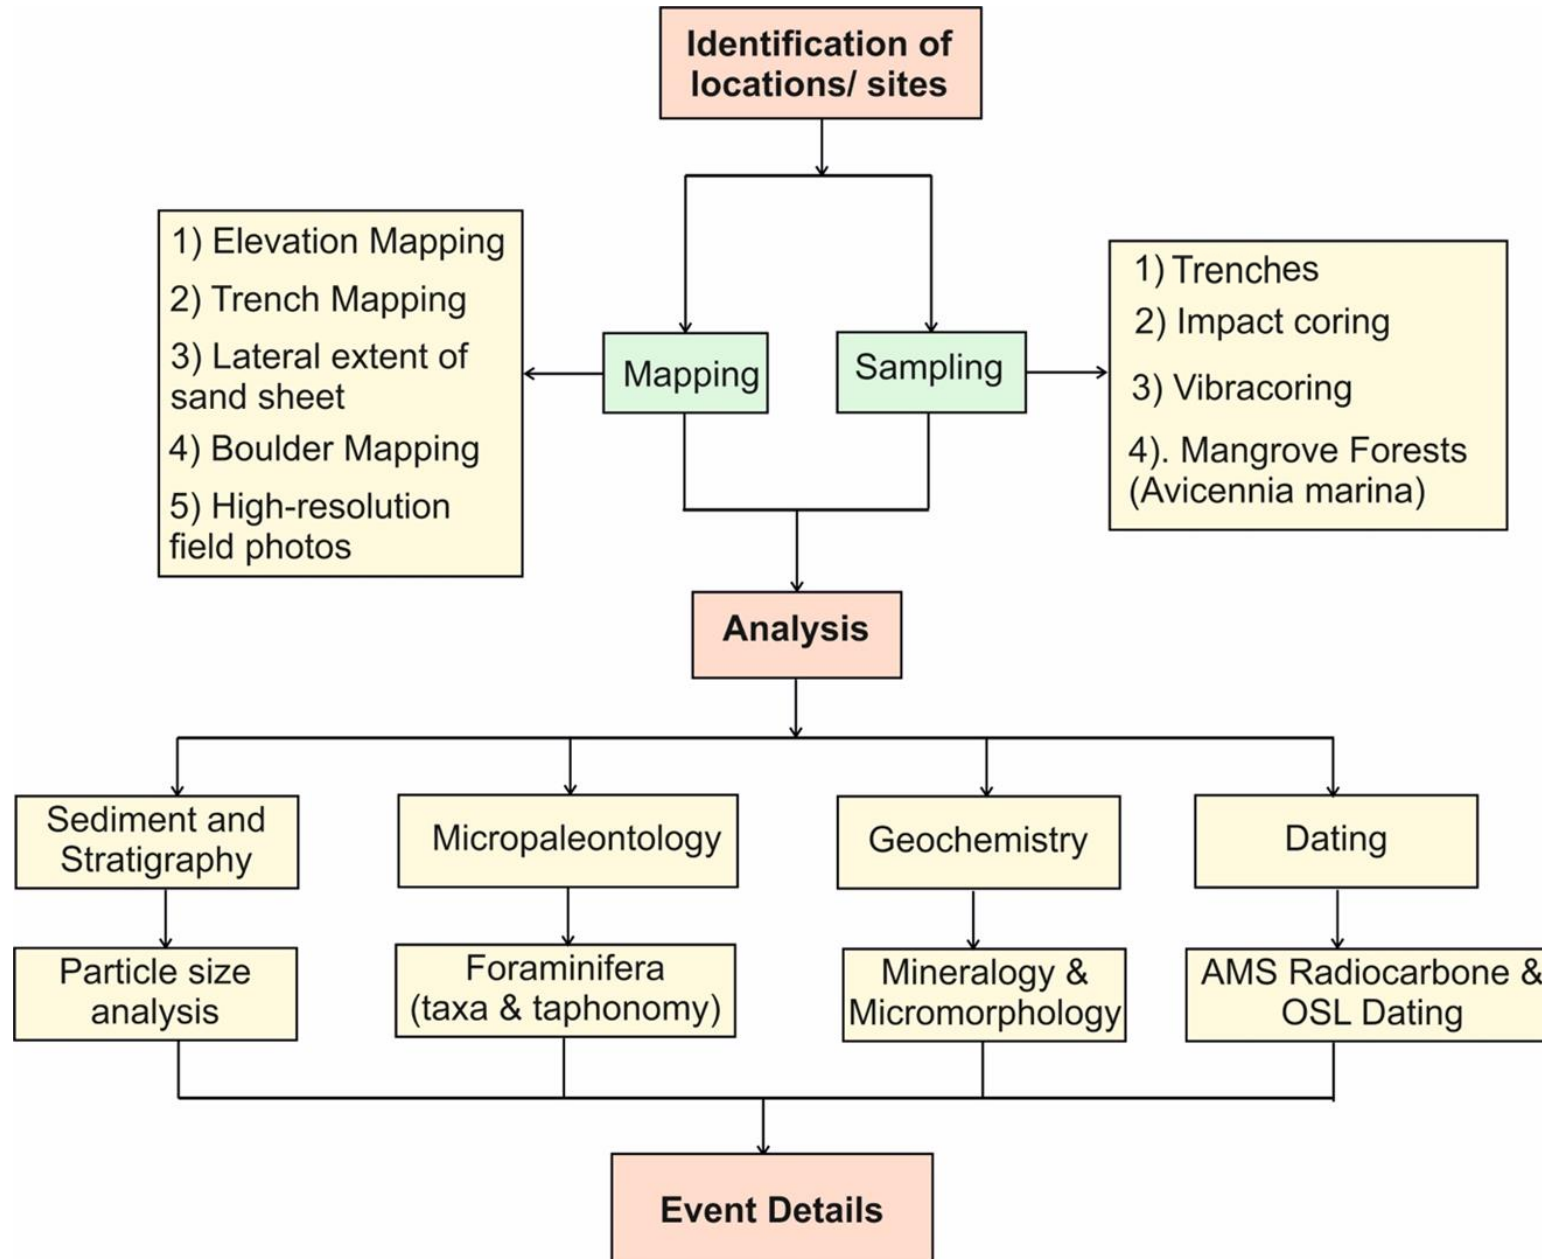 Identification of
locations/ sites
1) Elevation Mapping
2) Trench Mapping
3) Lateral extent of
sand sheet
4) Boulder Mapping
5) High-resolution
field photos
Mapping
Sampling
1) Trenches
2) Impact coring
3) Vibracoring
4). Mangrove Forests
(Avicennia marina)
Analysis
Sediment and
Stratigraphy
Micropaleontology
Geochemistry
Dating
Particle size
analysis
Foraminifera
(taxa & taphonomy)
Mineralogy &
Micromorphology
AMS Radiocarbone &
OSL Dating
Event Details